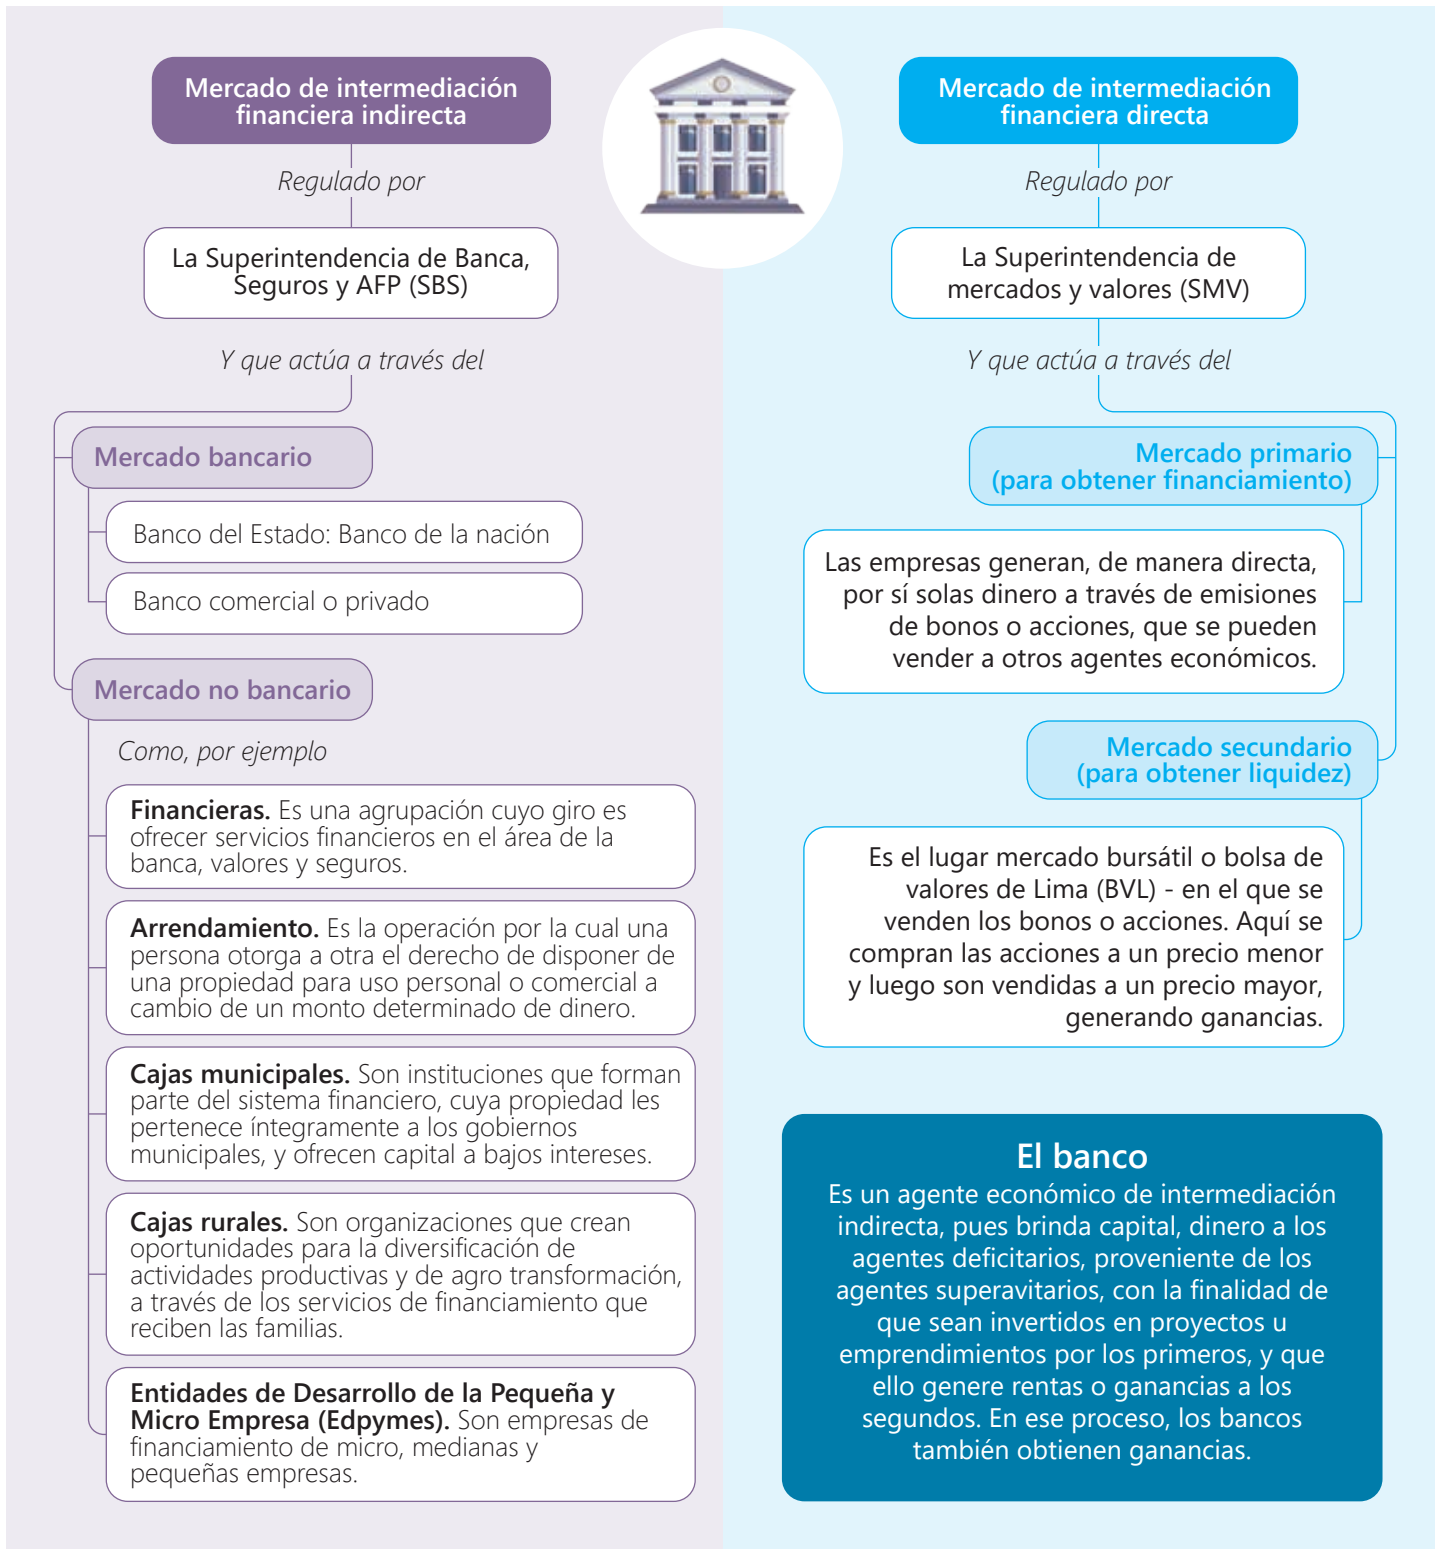 Mercado de intermediación
financiera indirecta
Regulado por
La Superintendencia de Banca,
Seguros y AFP (SBS)
Y que actúa a través del
Mercado bancario
Banco del Estado: Banco de la nación
Banco comercial o privado
Mercado no bancario
Como, por ejemplo
Financieras. Es una agrupación cuyo giro es
ofrecer servicios financieros en el área de la
banca, valores y seguros.
Arrendamiento. Es la operación por la cual una
persona otorga a otra el derecho de disponer de
una propiedad para uso personal o comercial a
cambio de un monto determinado de dinero.
Cajas municipales. Son instituciones que forman
parte del sistema financiero, cuya propiedad les
pertenece íntegramente a los gobiernos
municipales, y ofrecen capital a bajos intereses.
Cajas rurales. Son organizaciones que crean
oportunidades para la diversificación de
actividades productivas y de agro transformación,
a través de los servicios de financiamiento que
reciben las familias.
Entidades de Desarrollo de la Pequeña y
Micro Empresa (Edpymes). Son empresas de
financiamiento de micro, medianas y
pequeñas empresas.
Mercado de intermediación
financiera directa
Regulado por
La Superintendencia de
mercados y valores (SMV)
Y que actúa a través del
Mercado primario
(para obtener financiamiento)
Las empresas generan, de manera directa,
por sí solas dinero a través de emisiones
de bonos o acciones, que se pueden
vender a otros agentes económicos.
Mercado secundario
(para obtener liquidez)
Es el lugar mercado bursátil o bolsa de
valores de Lima (BVL) - en el que se
venden los bonos o acciones. Aquí se
compran las acciones a un precio menor
y luego son vendidas a un precio mayor,
generando ganancias.
El banco
Es un agente económico de intermediación
indirecta, pues brinda capital, dinero a los
agentes deficitarios, proveniente de los
agentes superavitarios, con la finalidad de
que sean invertidos en proyectos u
emprendimientos por los primeros, y que
ello genere rentas o ganancias a los
segundos. En ese proceso, los bancos
también obtienen ganancias.